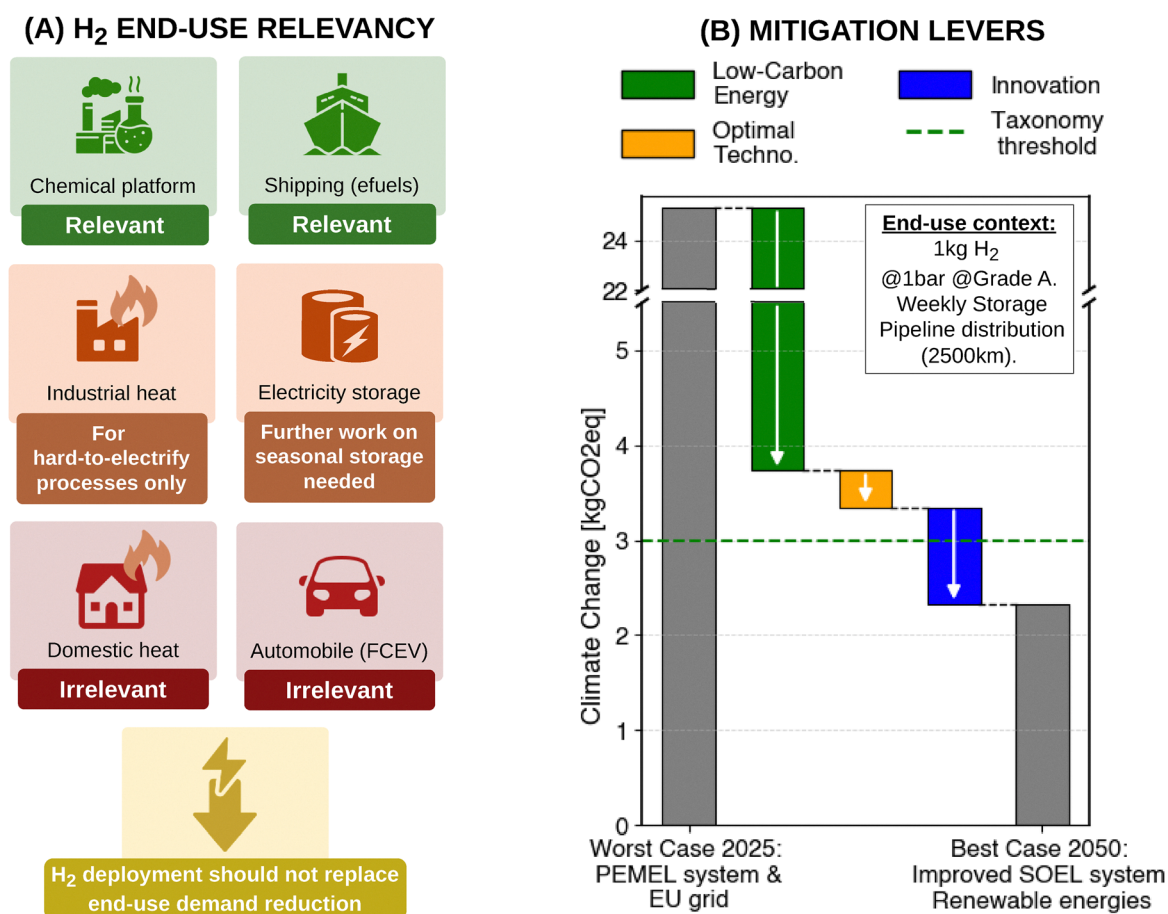 (A) H2 END-USE RELEVANCY
Chemical platform
Relevant
Shipping (efuels)
Relevant
Industrial heat
For
hard-to-electrify
processes only
Electricity storage
Further work on
seasonal storage
needed
Domestic heat
Irrelevant
Automobile (FCEV)
Irrelevant
H2 deployment should not replace
end-use demand reduction
(B) MITIGATION LEVERS
Low-Carbon
Energy
Optimal
Techno.
Innovation
Taxonomy
threshold
End-use context:
1kg H2
@1bar @Grade A.
Weekly Storage
Pipeline distribution
(2500km).
Climate Change [kgCO2eq]
24
22
5
4
3
2
1
0
Worst Case 2025:
PEMEL system &
EU grid
Best Case 2050:
Improved SOEL system
Renewable energies